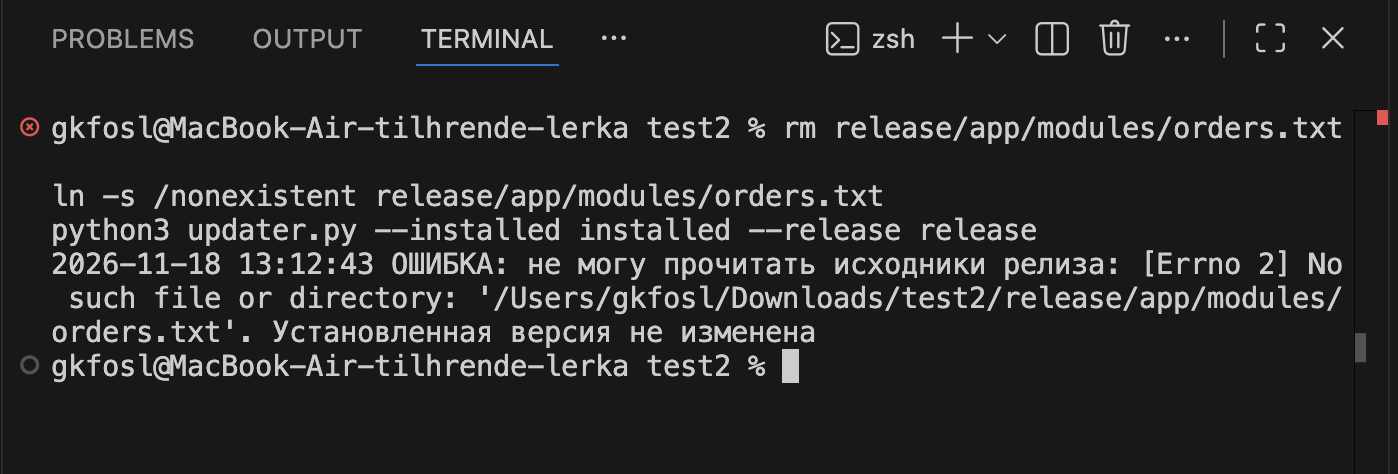 PROBLEMS OUTPUT TERMINAL ··· zsh
gkfosl@MacBook-Air-tilhrende-lerka test2 % rm release/app/modules/orders.txt
ln -s /nonexistent release/app/modules/orders.txt
python3 updater.py --installed installed --release release
2026-11-18 13:12:43 ОШИБКА: не могу прочитать исходники релиза: [Errno 2] No
such file or directory: '/Users/gkfosl/Downloads/test2/release/app/modules/
orders.txt'. Установленная версия не изменена
gkfosl@MacBook-Air-tilhrende-lerka test2 %